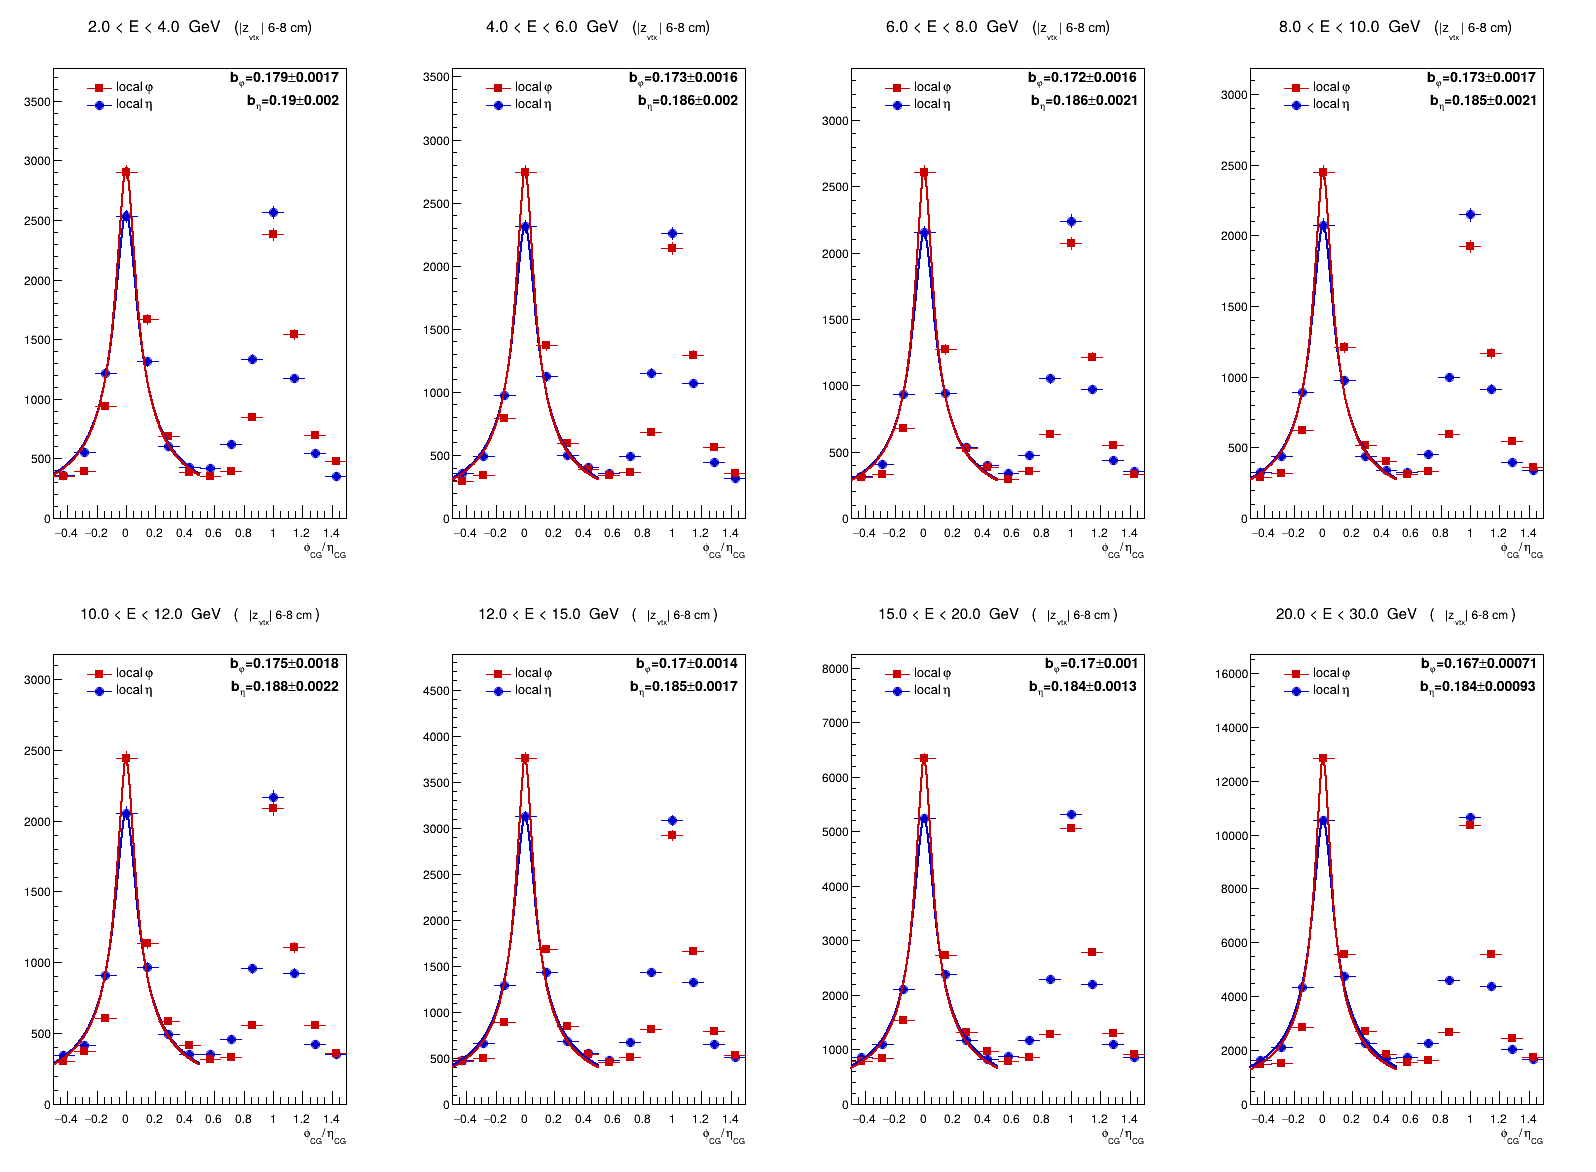 2.0 < E < 4.0 GeV (|z_vtx| 6-8 cm)
local φ
local η
b_φ=0.179±0.0017
b_η=0.19±0.002
3500
3000
2500
2000
1500
1000
500
0
−0.4 −0.2 0 0.2 0.4 0.6 0.8 1 1.2 1.4
ϕ_CG/η_CG
4.0 < E < 6.0 GeV (|z_vtx| 6-8 cm)
local φ
local η
b_φ=0.173±0.0016
b_η=0.186±0.002
3500
3000
2500
2000
1500
1000
500
0
−0.4 −0.2 0 0.2 0.4 0.6 0.8 1 1.2 1.4
ϕ_CG/η_CG
6.0 < E < 8.0 GeV (|z_vtx| 6-8 cm)
local φ
local η
b_φ=0.172±0.0016
b_η=0.186±0.0021
3000
2500
2000
1500
1000
500
0
−0.4 −0.2 0 0.2 0.4 0.6 0.8 1 1.2 1.4
ϕ_CG/η_CG
8.0 < E < 10.0 GeV (|z_vtx| 6-8 cm)
local φ
local η
b_φ=0.173±0.0017
b_η=0.185±0.0021
3000
2500
2000
1500
1000
500
0
−0.4 −0.2 0 0.2 0.4 0.6 0.8 1 1.2 1.4
ϕ_CG/η_CG
10.0 < E < 12.0 GeV ( |z_vtx| 6-8 cm )
local φ
local η
b_φ=0.175±0.0018
b_η=0.188±0.0022
3000
2500
2000
1500
1000
500
0
−0.4 −0.2 0 0.2 0.4 0.6 0.8 1 1.2 1.4
ϕ_CG/η_CG
12.0 < E < 15.0 GeV ( |z_vtx| 6-8 cm )
local φ
local η
b_φ=0.17±0.0014
b_η=0.185±0.0017
4500
4000
3500
3000
2500
2000
1500
1000
500
0
−0.4 −0.2 0 0.2 0.4 0.6 0.8 1 1.2 1.4
ϕ_CG/η_CG
15.0 < E < 20.0 GeV ( |z_vtx| 6-8 cm )
local φ
local η
b_φ=0.17±0.001
b_η=0.184±0.0013
8000
7000
6000
5000
4000
3000
2000
1000
0
−0.4 −0.2 0 0.2 0.4 0.6 0.8 1 1.2 1.4
ϕ_CG/η_CG
20.0 < E < 30.0 GeV ( |z_vtx| 6-8 cm )
local φ
local η
b_φ=0.167±0.00071
b_η=0.184±0.00093
16000
14000
12000
10000
8000
6000
4000
2000
0
−0.4 −0.2 0 0.2 0.4 0.6 0.8 1 1.2 1.4
ϕ_CG/η_CG